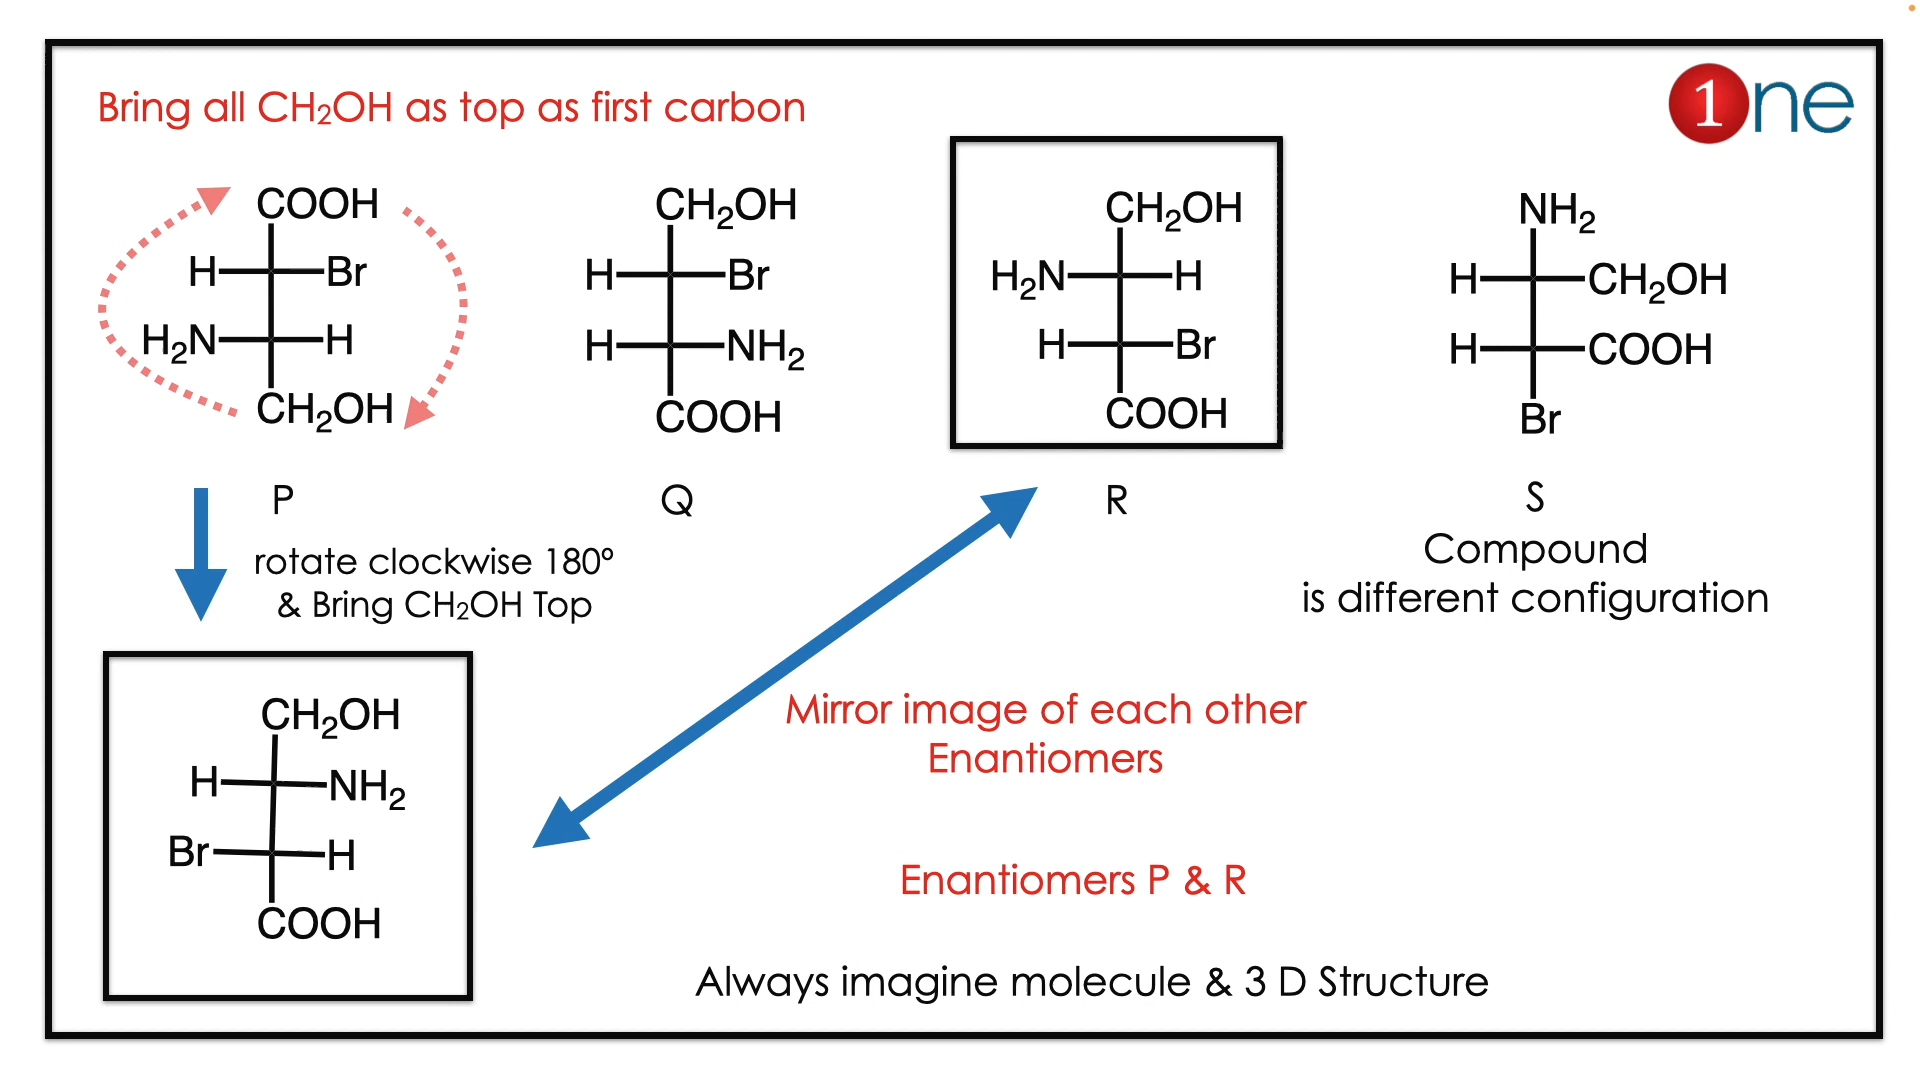 Bring all CH2OH as top as first carbon
1ne
COOH
H Br
H2N H
CH2OH
P
CH2OH
H Br
H NH2
COOH
Q
CH2OH
H2N H
H Br
COOH
R
NH2
H CH2OH
H COOH
Br
S
Compound
is different configuration
rotate clockwise 180º
& Bring CH2OH Top
CH2OH
H NH2
Br H
COOH
Mirror image of each other
Enantiomers
Enantiomers P & R
Always imagine molecule & 3 D Structure